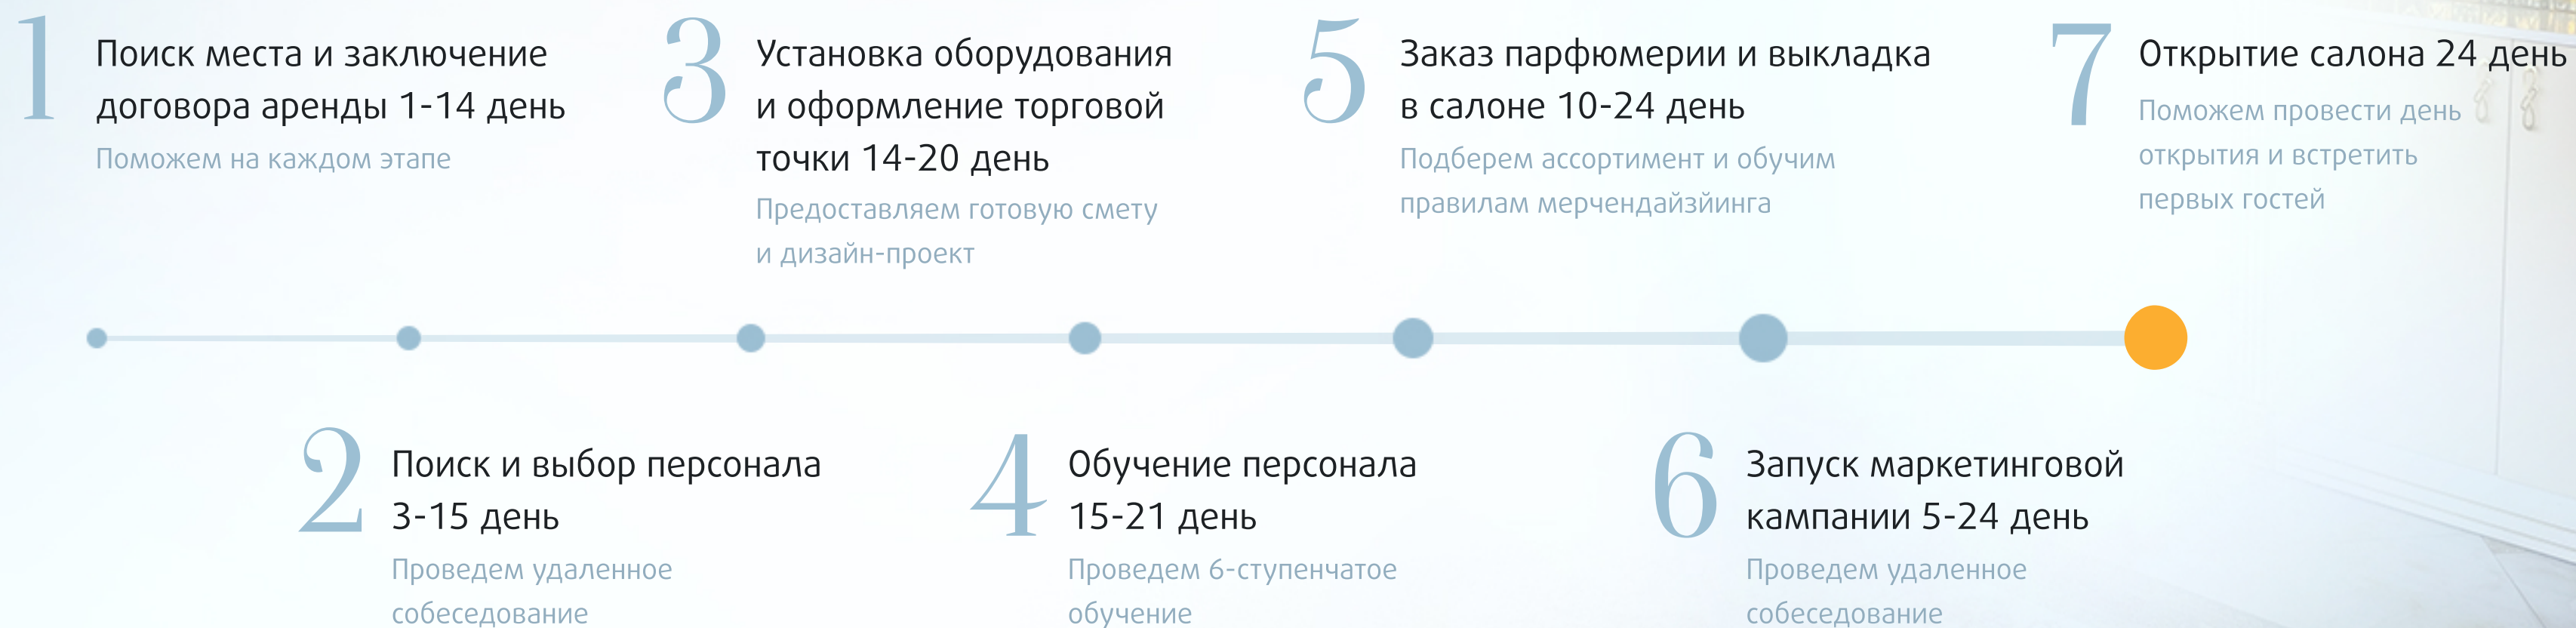 1
Поиск места и заключение
договора аренды 1-14 день
Поможем на каждом этапе
3
Установка оборудования
и оформление торговой
точки 14-20 день
Предоставляем готовую смету
и дизайн-проект
5
Заказ парфюмерии и выкладка
в салоне 10-24 день
Подберем ассортимент и обучим
правилам мерчендайзйинга
7
Открытие салона 24 день
Поможем провести день
открытия и встретить
первых гостей
2
Поиск и выбор персонала
3-15 день
Проведем удаленное
собеседование
4
Обучение персонала
15-21 день
Проведем 6-ступенчатое
обучение
6
Запуск маркетинговой
кампании 5-24 день
Проведем удаленное
собеседование